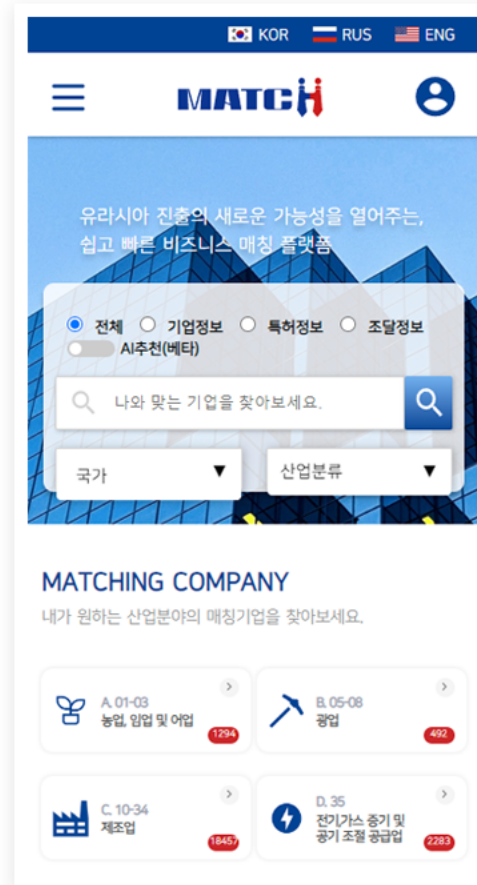 KOR RUS ENG
MATCH
유라시아 진출의 새로운 가능성을 열어주는,
쉽고 빠른 비즈니스 매칭 플랫폼
전체 기업정보 특허정보 조달정보
AI추천(베타)
나와 맞는 기업을 찾아보세요.
국가 ▼ 산업분류 ▼
MATCHING COMPANY
내가 원하는 산업분야의 매칭기업을 찾아보세요.
A. 01-03
농업, 임업 및 어업
1294
B. 05-08
광업
492
C. 10-34
제조업
18457
D. 35
전기,가스 증기 및
공기 조절 공급업
2283